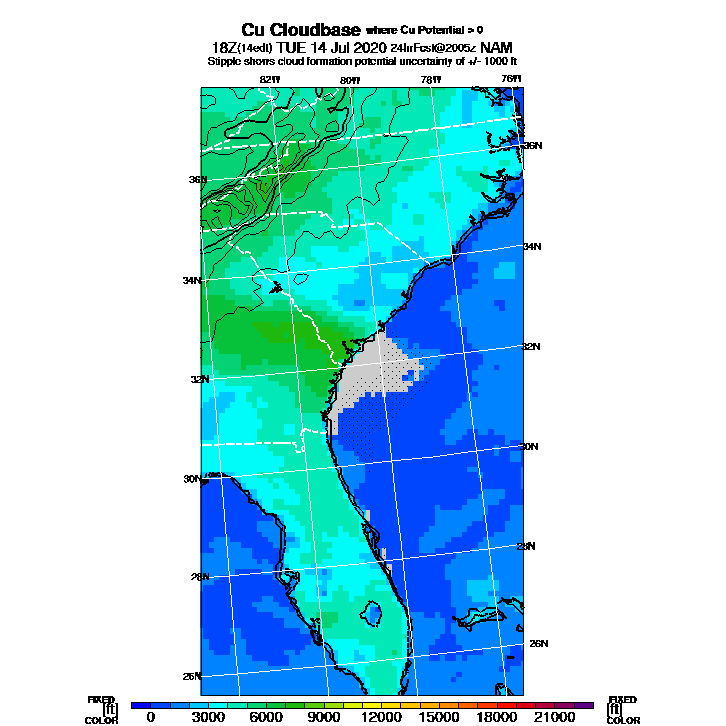 Cu Cloudbase where Cu Potential > 0
18Z(14edt) TUE 14 Jul 2020 24hrFcst@2005z NAM
Stipple shows cloud formation potential uncertainty of +/- 1000 ft
82W 80W 78W 76W
36N
36N
34N
34N
32N
32N
30N
30N
28N
28N
26N
26N
FIXED FIXED
[ft] [ft]
COLOR 0 3000 6000 9000 12000 15000 18000 21000 COLOR